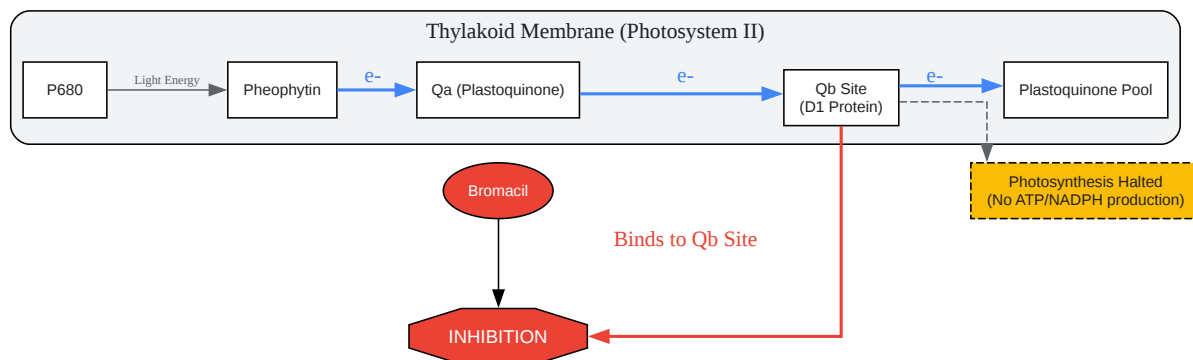 Thylakoid Membrane (Photosystem II)
P680
Light Energy
Pheophytin
e-
Qa (Plastoquinone)
e-
Qb Site
(D1 Protein)
e-
Plastoquinone Pool
Bromacil
Photosynthesis Halted
(No ATP/NADPH production)
Binds to Qb Site
INHIBITION